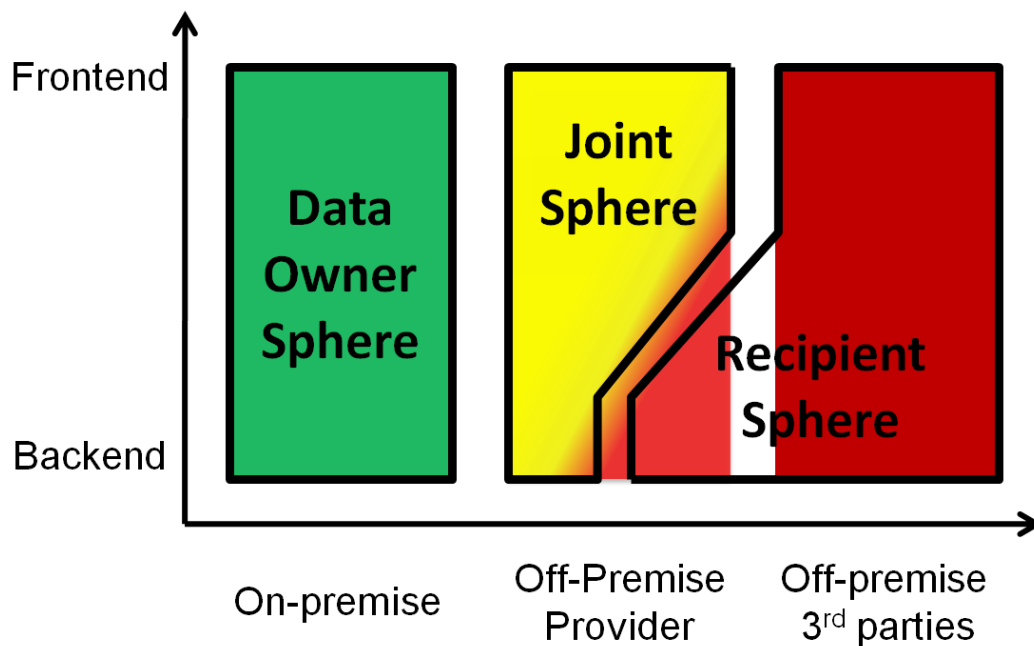 Frontend
Backend
Data
Owner
Sphere
Joint
Sphere
Recipient
Sphere
On-premise
Off-Premise
Provider
Off-premise
3rd parties